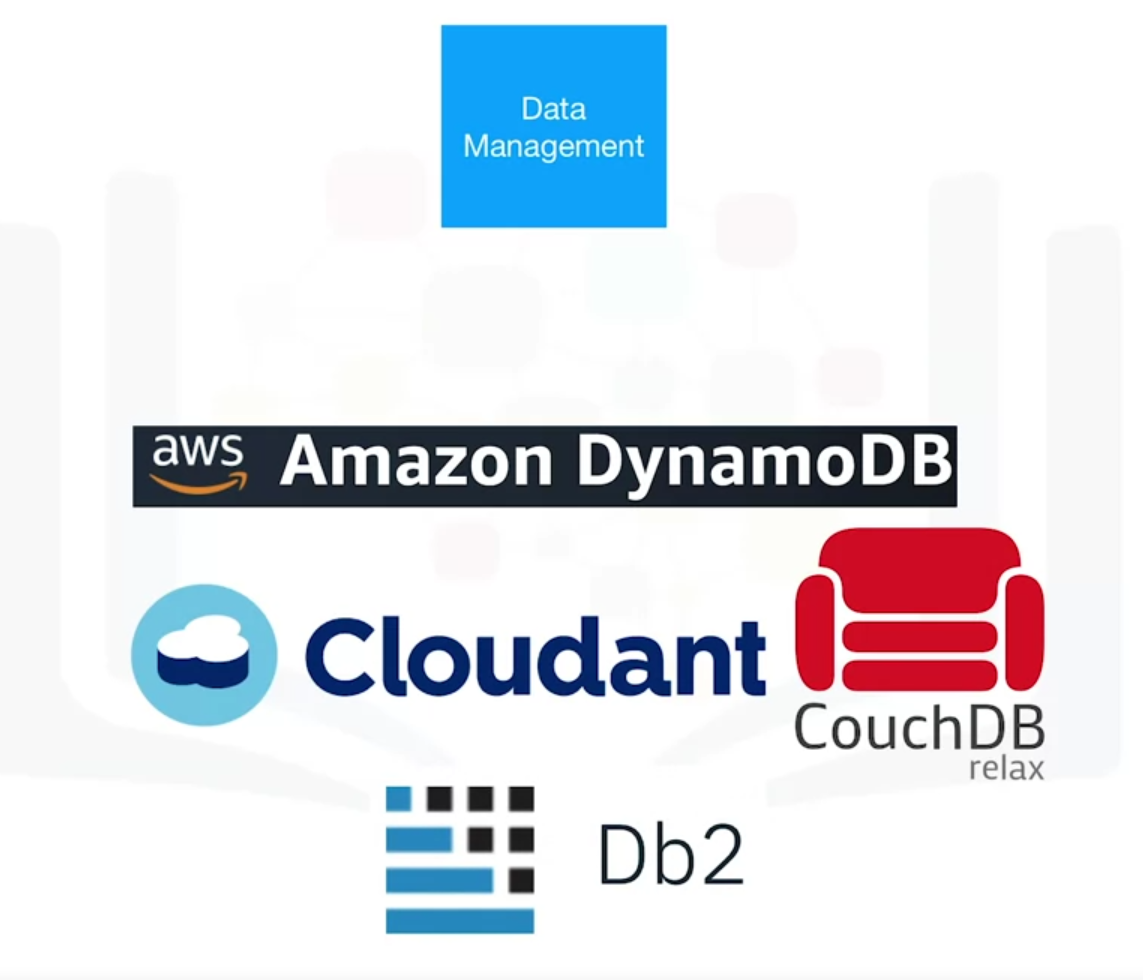 Data
Management
aws Amazon DynamoDB
Cloudant
CouchDB
relax
Db2